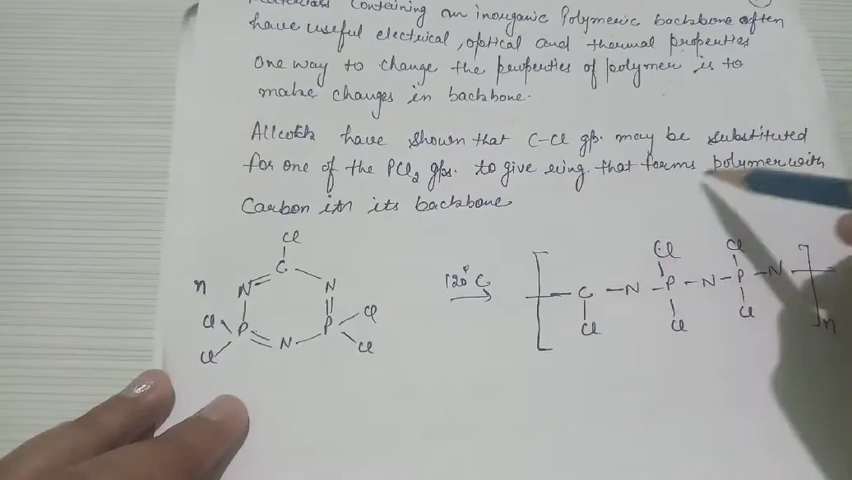 Materials Containing an inorganic Polymeric backbone often
have useful electrical, optical and thermal properties
One way to change the properties of polymer is to
make changes in backbone.
Allcock have shown that C-Cl gp. may be substituted
for one of the PCl2 gps. to give ring that forms polymer with
Carbon in its backbone
Cl
C
n N N
Cl P P Cl
Cl N Cl
120° C
Cl Cl
C - N - P - N - P - N
Cl Cl Cl
n